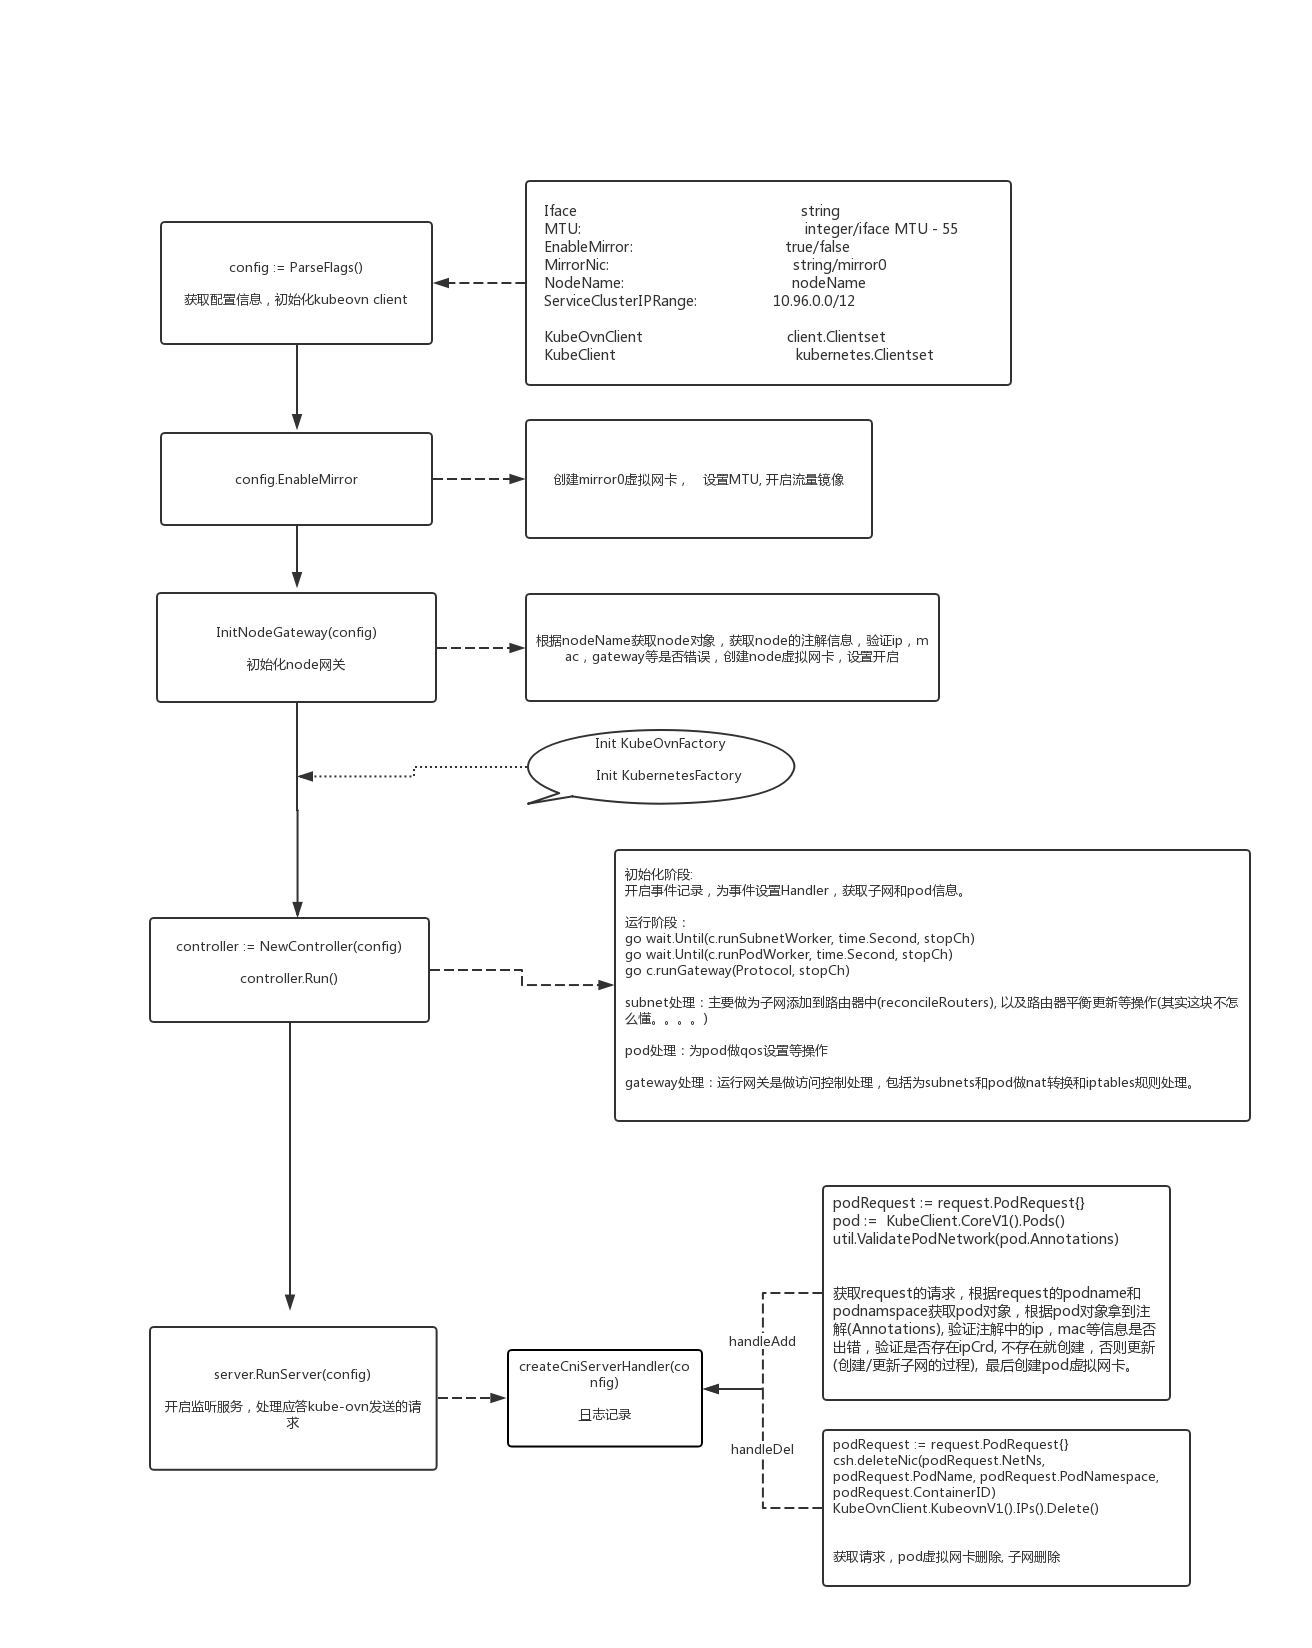 config := ParseFlags()
获取配置信息，初始化kubeovn client
Iface string
MTU: integer/iface MTU - 55
EnableMirror: true/false
MirrorNic: string/mirror0
NodeName: nodeName
ServiceClusterIPRange: 10.96.0.0/12
KubeOvnClient client.Clientset
KubeClient kubernetes.Clientset
config.EnableMirror
创建mirror0虚拟网卡， 设置MTU, 开启流量镜像
InitNodeGateway(config)
初始化node网关
根据nodeName获取node对象，获取node的注解信息，验证ip，m
ac，gateway等是否错误，创建node虚拟网卡，设置开启
Init KubeOvnFactory
Init KubernetesFactory
controller := NewController(config)
controller.Run()
初始化阶段:
开启事件记录，为事件设置Handler，获取子网和pod信息。
运行阶段：
go wait.Until(c.runSubnetWorker, time.Second, stopCh)
go wait.Until(c.runPodWorker, time.Second, stopCh)
go c.runGateway(Protocol, stopCh)
subnet处理：主要做为子网添加到路由器中(reconcileRouters), 以及路由器平衡更新等操作(其实这块不怎
么懂。。。。)
pod处理：为pod做qos设置等操作
gateway处理：运行网关是做访问控制处理，包括为subnets和pod做nat转换和iptables规则处理。
server.RunServer(config)
开启监听服务，处理应答kube-ovn发送的请
求
createCniServerHandler(co
nfig)
日志记录
handleAdd
handleDel
podRequest := request.PodRequest{}
pod := KubeClient.CoreV1().Pods()
util.ValidatePodNetwork(pod.Annotations)
获取request的请求，根据request的podname和
podnamspace获取pod对象，根据pod对象拿到注
解(Annotations), 验证注解中的ip，mac等信息是否
出错，验证是否存在ipCrd, 不存在就创建，否则更新
(创建/更新子网的过程)，最后创建pod虚拟网卡。
podRequest := request.PodRequest{}
csh.deleteNic(podRequest.NetNs,
podRequest.PodName, podRequest.PodNamespace,
podRequest.ContainerID)
KubeOvnClient.KubeovnV1().IPs().Delete()
获取请求，pod虚拟网卡删除, 子网删除